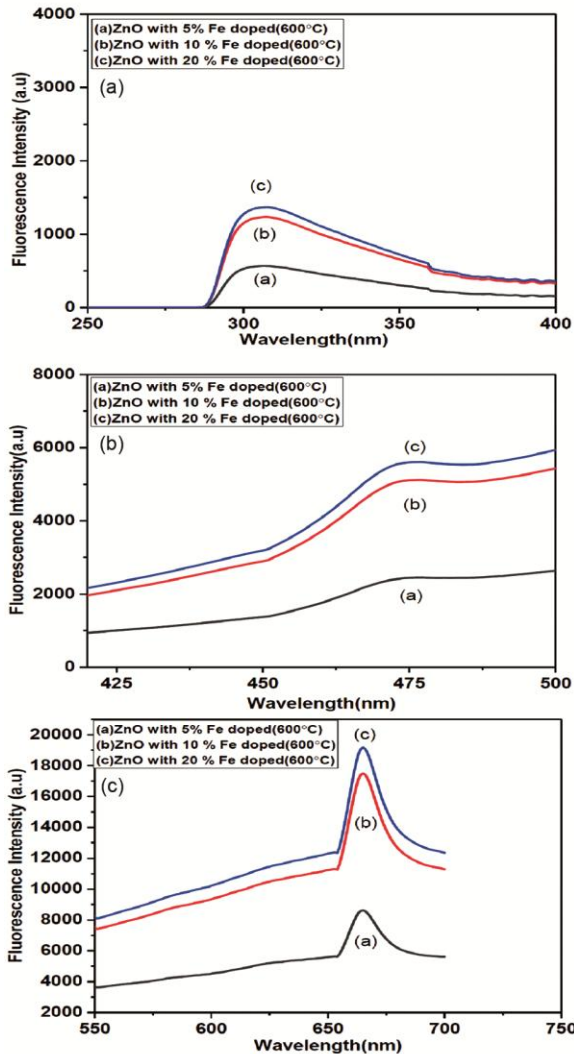 (a)ZnO with 5% Fe doped(600°C)
(b)ZnO with 10 % Fe doped(600°C)
(c)ZnO with 20 % Fe doped(600°C)
(a)
4000
3000
2000
1000
0
Fluorescence Intensity (a.u)
(c)
(b)
(a)
250 300 350 400
Wavelength(nm)
(a)ZnO with 5% Fe doped(600°C)
(b)ZnO with 10 % Fe doped(600°C)
(c)ZnO with 20 % Fe doped(600°C)
(b)
8000
6000
4000
2000
0
Fluorescence Intensity(a.u)
(c)
(b)
(a)
425 450 475 500
Wavelength(nm)
(a)ZnO with 5% Fe doped(600°C)
(b)ZnO with 10 % Fe doped(600°C)
(c)ZnO with 20 % Fe doped(600°C)
(c)
20000
18000
16000
14000
12000
10000
8000
6000
4000
2000
Fluorescence Intensity (a.u)
(c)
(b)
(a)
550 600 650 700 750
Wavelength(nm)